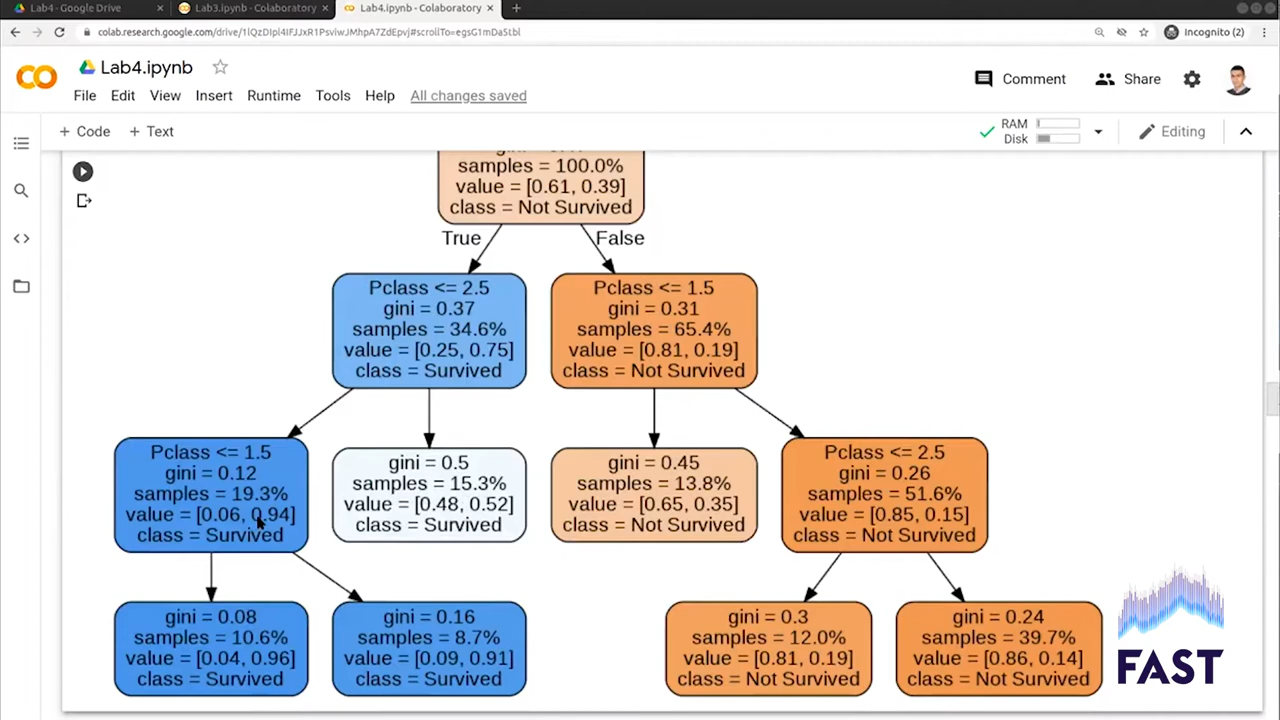 Lab4 - Google Drive
Lab3.ipynb - Colaboratory
Lab4.ipynb - Colaboratory
Incognito (2)
Lab4.ipynb
Comment
Share
File Edit View Insert Runtime Tools Help All changes saved
+ Code + Text
RAM
Disk
Editing
samples = 100.0%
value = [0.61, 0.39]
class = Not Survived
True
False
Pclass <= 2.5
gini = 0.37
samples = 34.6%
value = [0.25, 0.75]
class = Survived
Pclass <= 1.5
gini = 0.31
samples = 65.4%
value = [0.81, 0.19]
class = Not Survived
Pclass <= 1.5
gini = 0.12
samples = 19.3%
value = [0.06, 0.94]
class = Survived
gini = 0.5
samples = 15.3%
value = [0.48, 0.52]
class = Survived
gini = 0.45
samples = 13.8%
value = [0.65, 0.35]
class = Not Survived
Pclass <= 2.5
gini = 0.26
samples = 51.6%
value = [0.85, 0.15]
class = Not Survived
gini = 0.08
samples = 10.6%
value = [0.04, 0.96]
class = Survived
gini = 0.16
samples = 8.7%
value = [0.09, 0.91]
class = Survived
gini = 0.3
samples = 12.0%
value = [0.81, 0.19]
class = Not Survived
gini = 0.24
samples = 39.7%
value = [0.86, 0.14]
class = Not Survived
FAST